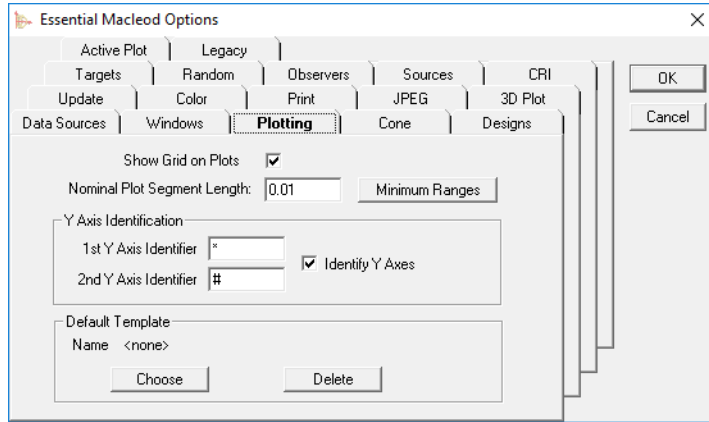 Essential Macleod Options
Active Plot Legacy
Targets Random Observers Sources CRI
Update Color Print JPEG 3D Plot
Data Sources Windows Plotting Cone Designs
OK
Cancel
Show Grid on Plots
Nominal Plot Segment Length: 0.01 Minimum Ranges
Y Axis Identification
1st Y Axis Identifier *
Identify Y Axes
2nd Y Axis Identifier #
Default Template
Name <none>
Choose Delete